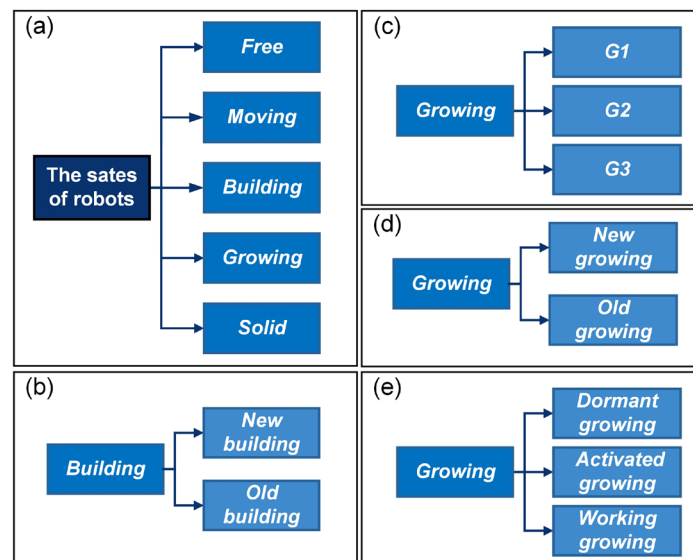 (a)
Free
Moving
The sates
of robots
Building
Growing
Solid
(b)
Building
New
building
Old
building
(c)
Growing
G1
G2
G3
(d)
Growing
New
growing
Old
growing
(e)
Growing
Dormant
growing
Activated
growing
Working
growing